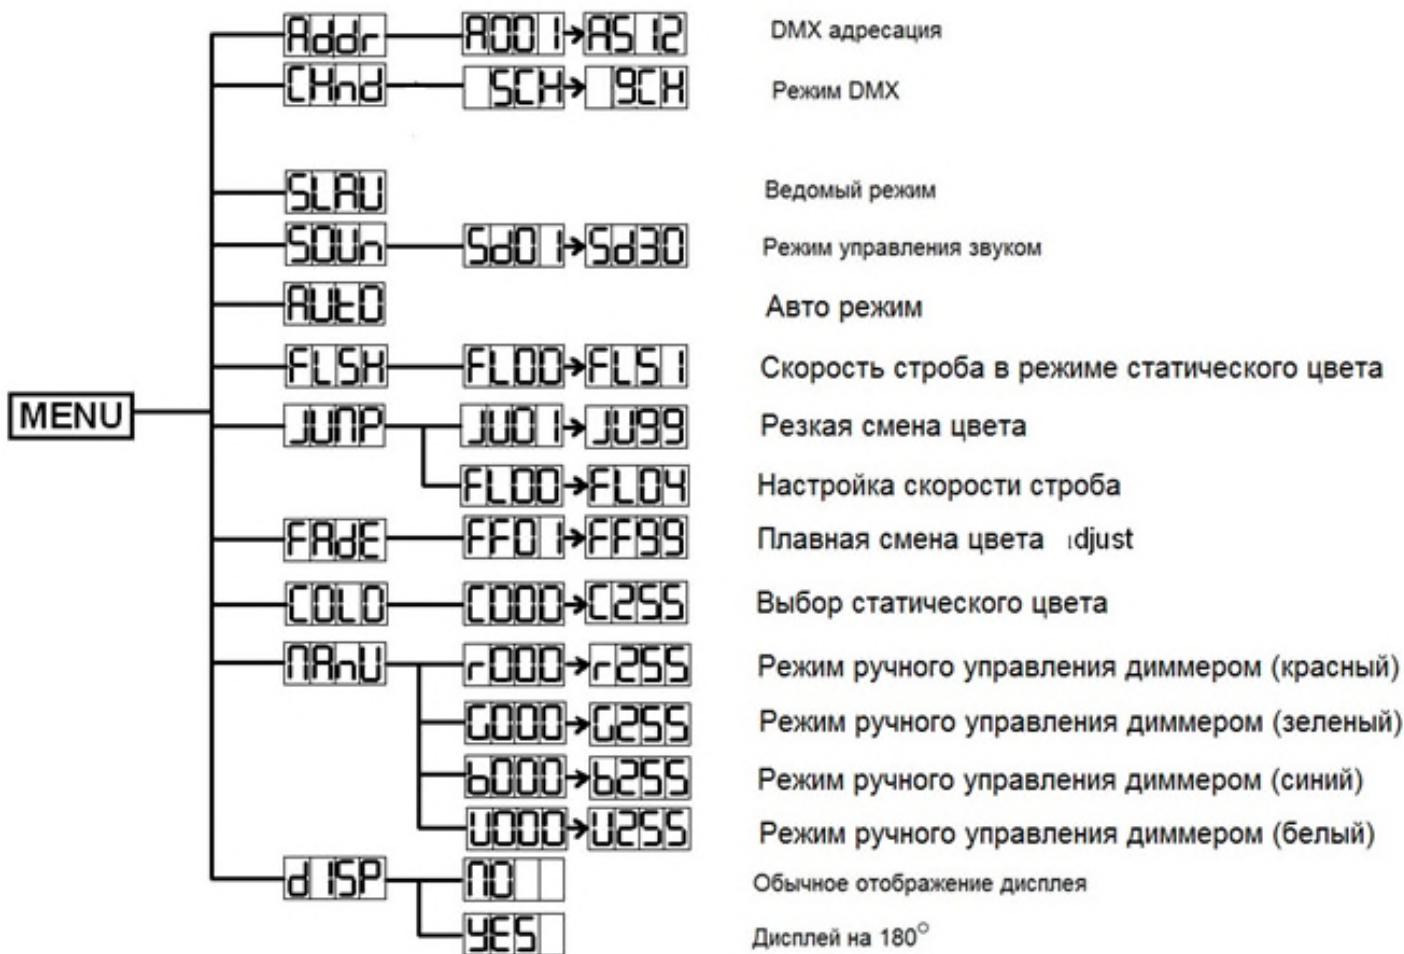 Addr A001 → A512 DMX адресация
CHnd 5CH → 9CH Режим DMX
SLAU Ведомый режим
SOUn Sd01 → Sd30 Режим управления звуком
AUtO Авто режим
FLSH FL00 → FL51 Скорость строба в режиме статического цвета
MENU
JUNP JU01 → JU99 Резкая смена цвета
FL00 → FL04 Настройка скорости строба
FAdE FF01 → FF99 Плавная смена цвета djust
COLO C000 → C255 Выбор статического цвета
MAnU r000 → r255 Режим ручного управления диммером (красный)
G000 → G255 Режим ручного управления диммером (зеленый)
b000 → b255 Режим ручного управления диммером (синий)
U000 → U255 Режим ручного управления диммером (белый)
dISP NO Обычное отображение дисплея
YES Дисплей на 180°